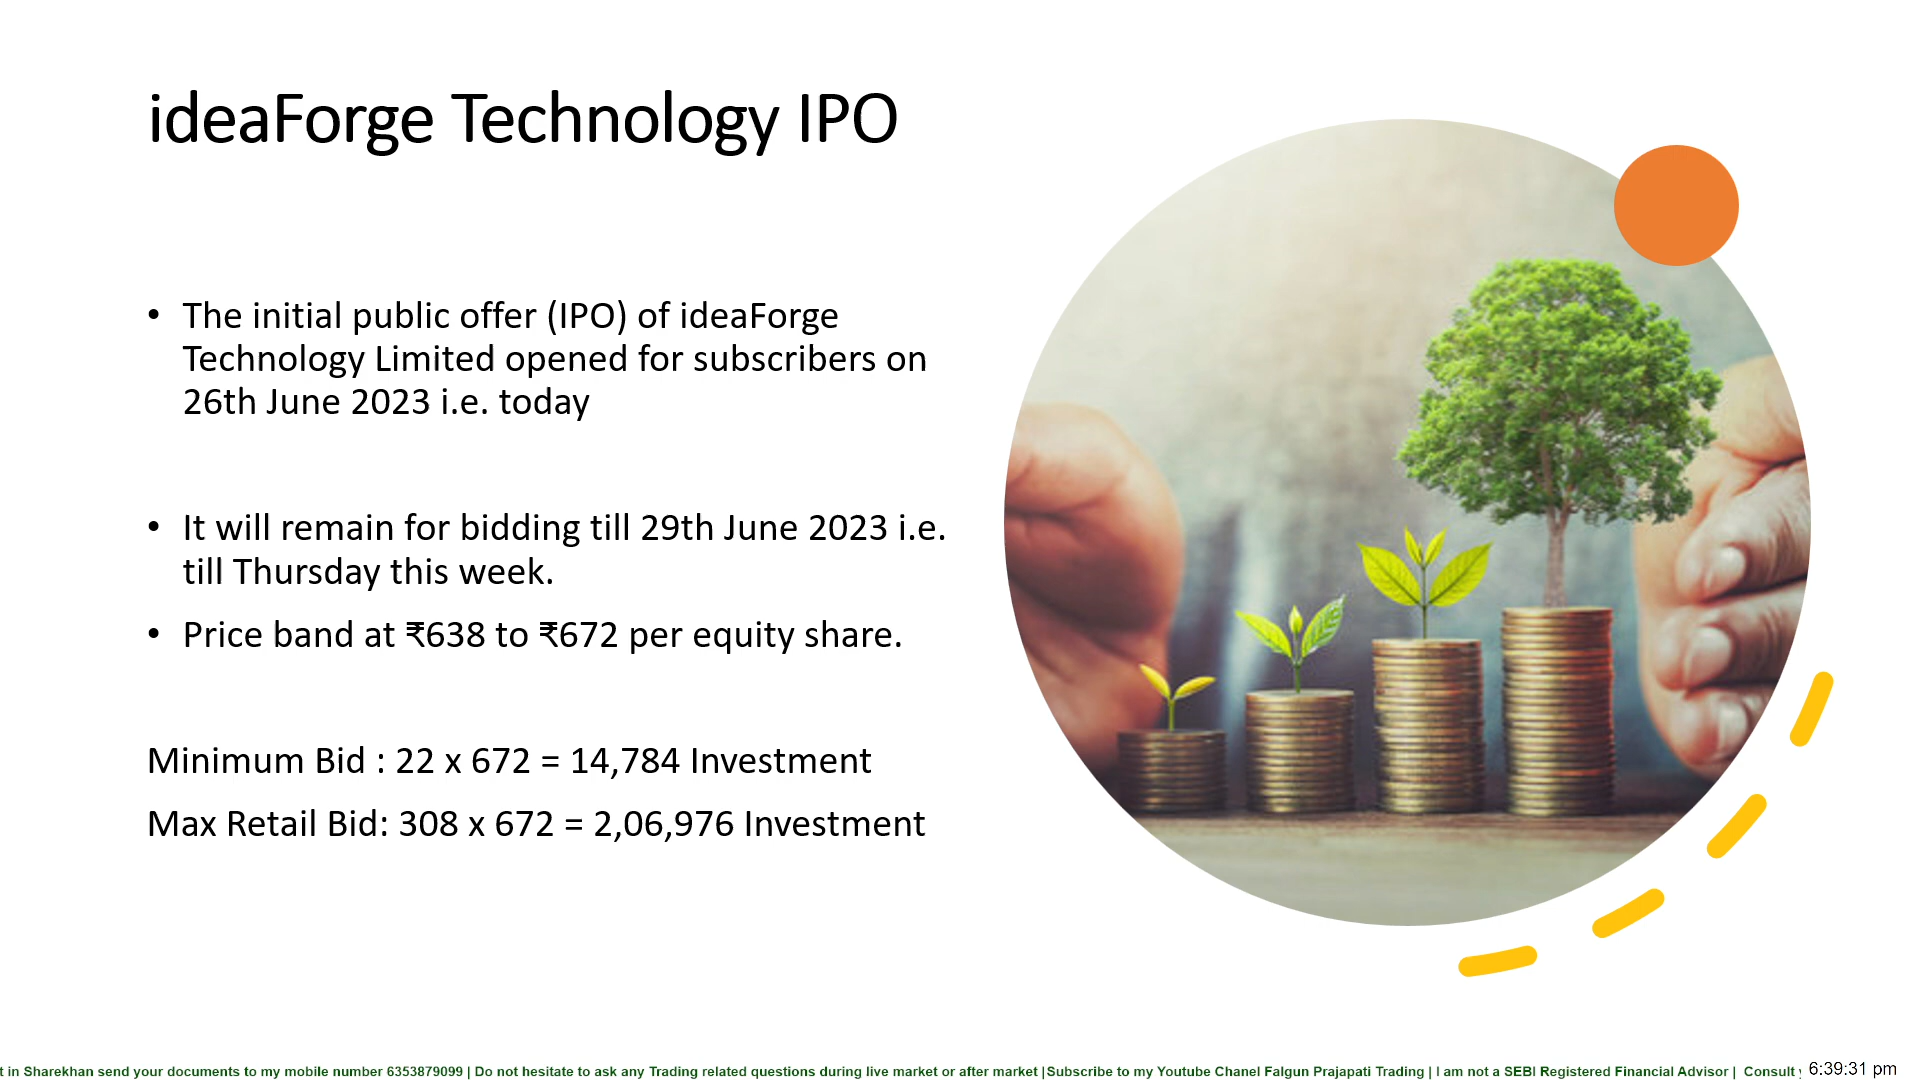 ideaForge Technology IPO
• The initial public offer (IPO) of ideaForge
Technology Limited opened for subscribers on
26th June 2023 i.e. today
• It will remain for bidding till 29th June 2023 i.e.
till Thursday this week.
• Price band at ₹638 to ₹672 per equity share.
Minimum Bid : 22 x 672 = 14,784 Investment
Max Retail Bid: 308 x 672 = 2,06,976 Investment
t in Sharekhan send your documents to my mobile number 6353879099 | Do not hesitate to ask any Trading related questions during live market or after market |Subscribe to my Youtube Chanel Falgun Prajapati Trading | I am not a SEBI Registered Financial Advisor | Consult
6:39:31 pm